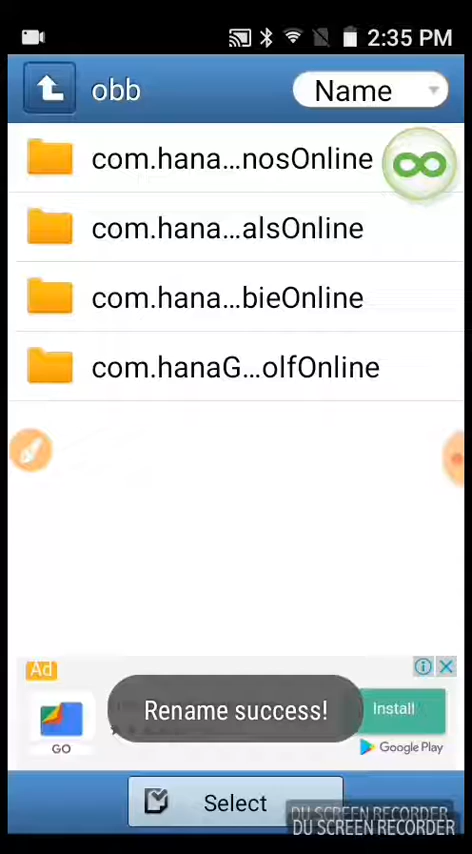 2:35 PM
obb
Name
com.hana...nosOnline
com.hana...alsOnline
com.hana...bieOnline
com.hanaG...olfOnline
Ad
GO
Rename success!
Install
Google Play
Select
DU SCREEN RECORDER
DU SCREEN RECORDER